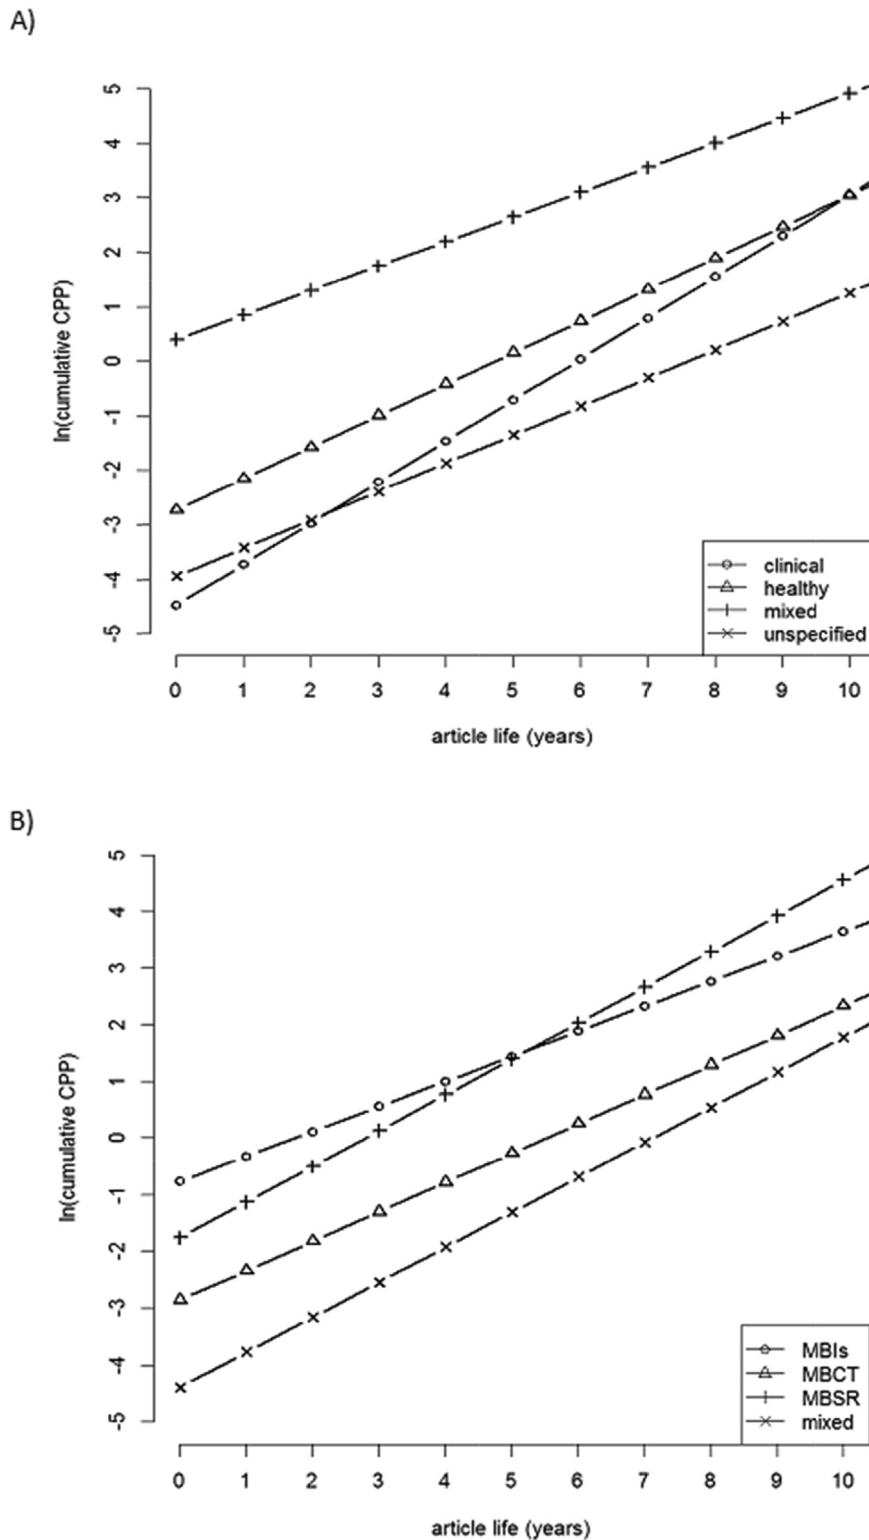 A)
5
4
3
2
1
0
-1
-2
-3
-4
-5
ln(cumulative CPP)
clinical
healthy
mixed
unspecified
0 1 2 3 4 5 6 7 8 9 10
article life (years)
B)
5
4
3
2
1
0
-1
-2
-3
-4
-5
ln(cumulative CPP)
MBIs
MBCT
MBSR
mixed
0 1 2 3 4 5 6 7 8 9 10
article life (years)